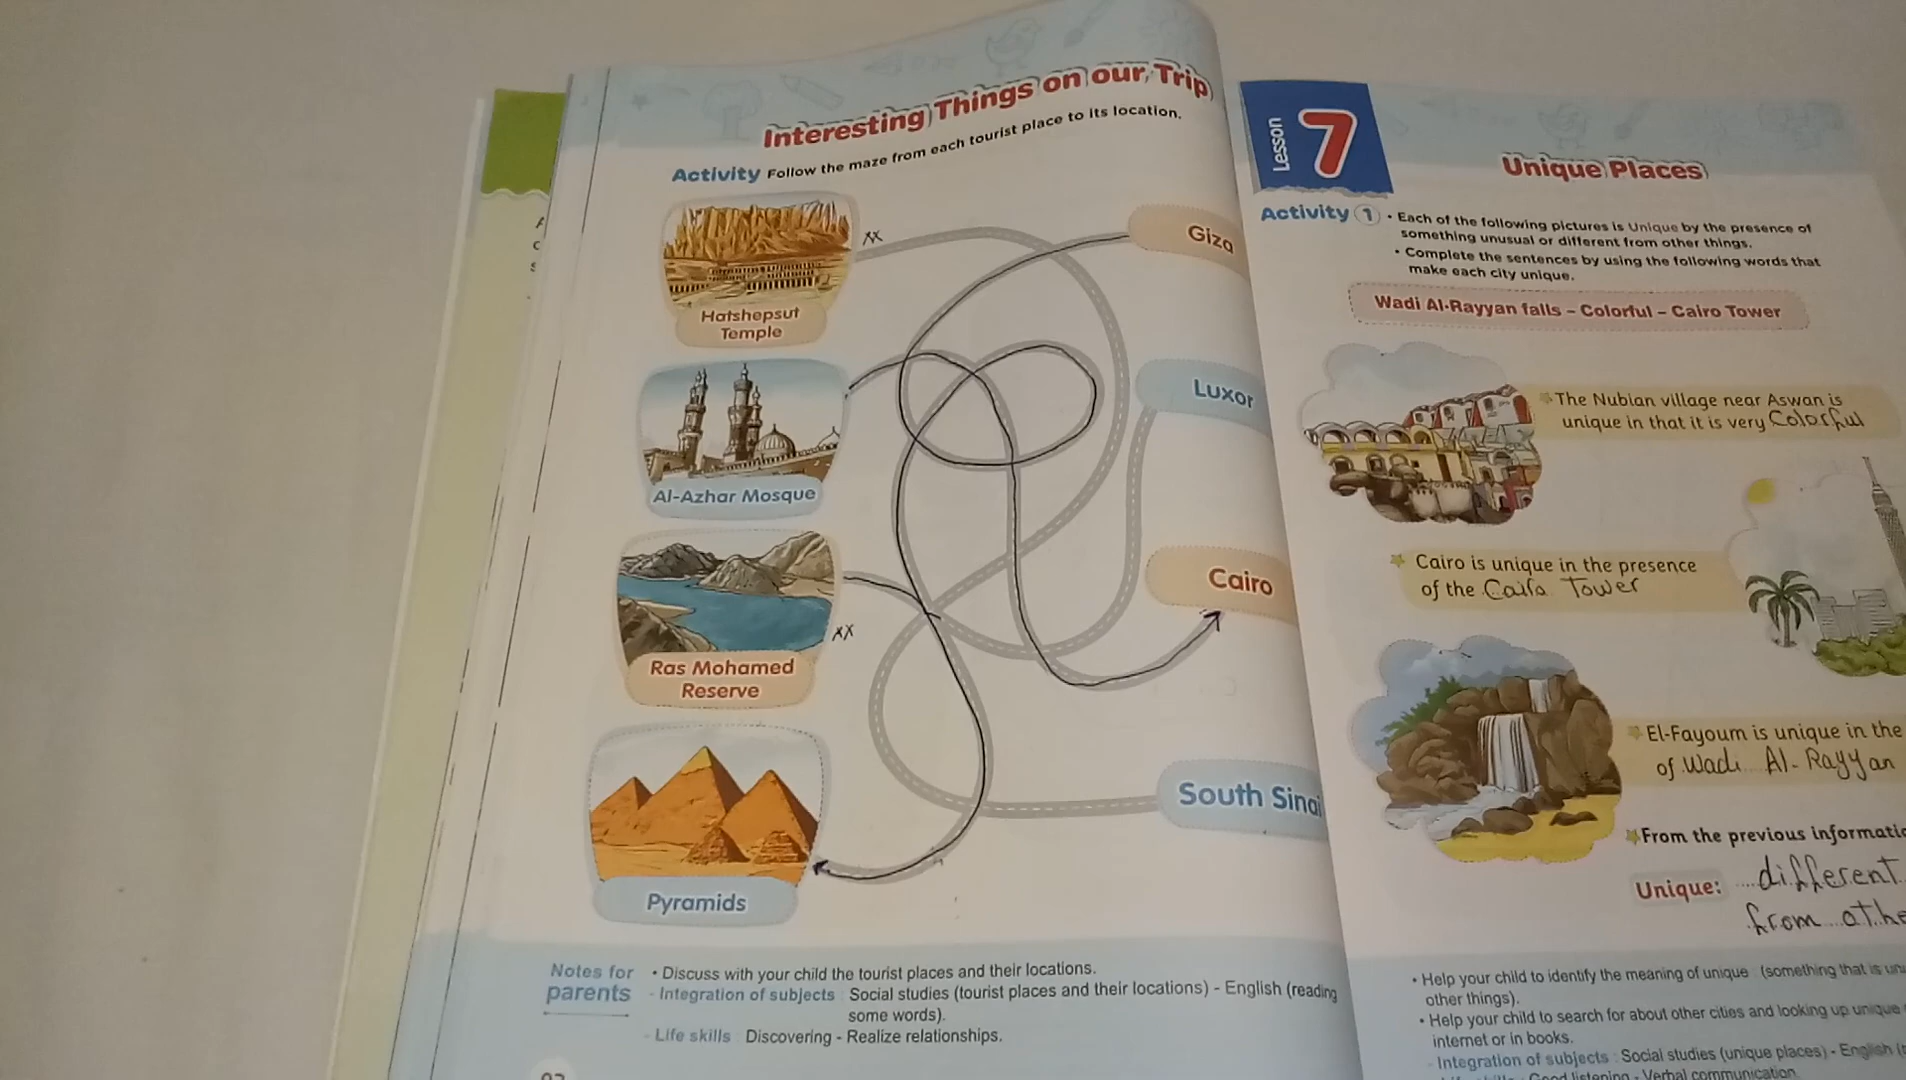 Interesting Things on our Trip
Activity Follow the maze from each tourist place to its location.
xx
Hatshepsut
Temple
Al-Azhar Mosque
Ras Mohamed
Reserve
xx
Pyramids
Giza
Luxor
Cairo
South Sinai
Notes for
parents
• Discuss with your child the tourist places and their locations.
- Integration of subjects : Social studies (tourist places and their locations) - English (reading
some words).
- Life skills : Discovering - Realize relationships.
Lesson
7
Unique Places
Activity 1 • Each of the following pictures is Unique by the presence of
something unusual or different from other things.
• Complete the sentences by using the following words that
make each city unique.
Wadi Al-Rayyan falls – Colorful – Cairo Tower
The Nubian village near Aswan is
unique in that it is very Colorful
Cairo is unique in the presence
of the Cairo Tower
El-Fayoum is unique in the
of Wadi Al-Rayyan
From the previous
Unique: different
from
• Help your child to identify the meaning of unique : (something that is
other things).
• Help your child to search for about other cities and looking up unique
internet or in books.
- Integration of subjects : Social studies (unique places) - English
Good listening - Verbal communication.